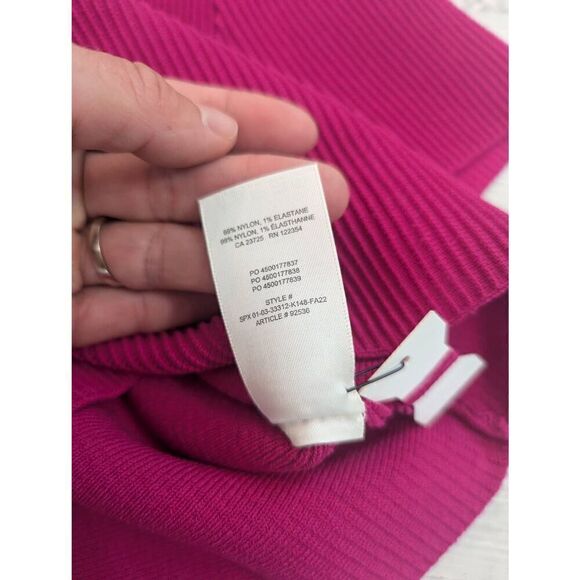 99% NYLON, 1% ELASTANE
99% NYLON, 1% ÉLASTHANNE
CA 23725 RN 122354
PO 4500177837
PO 4500177838
PO 4500177839
STYLE #
SPX 01-03-33312-K148-FA22
ARTICLE # 92536